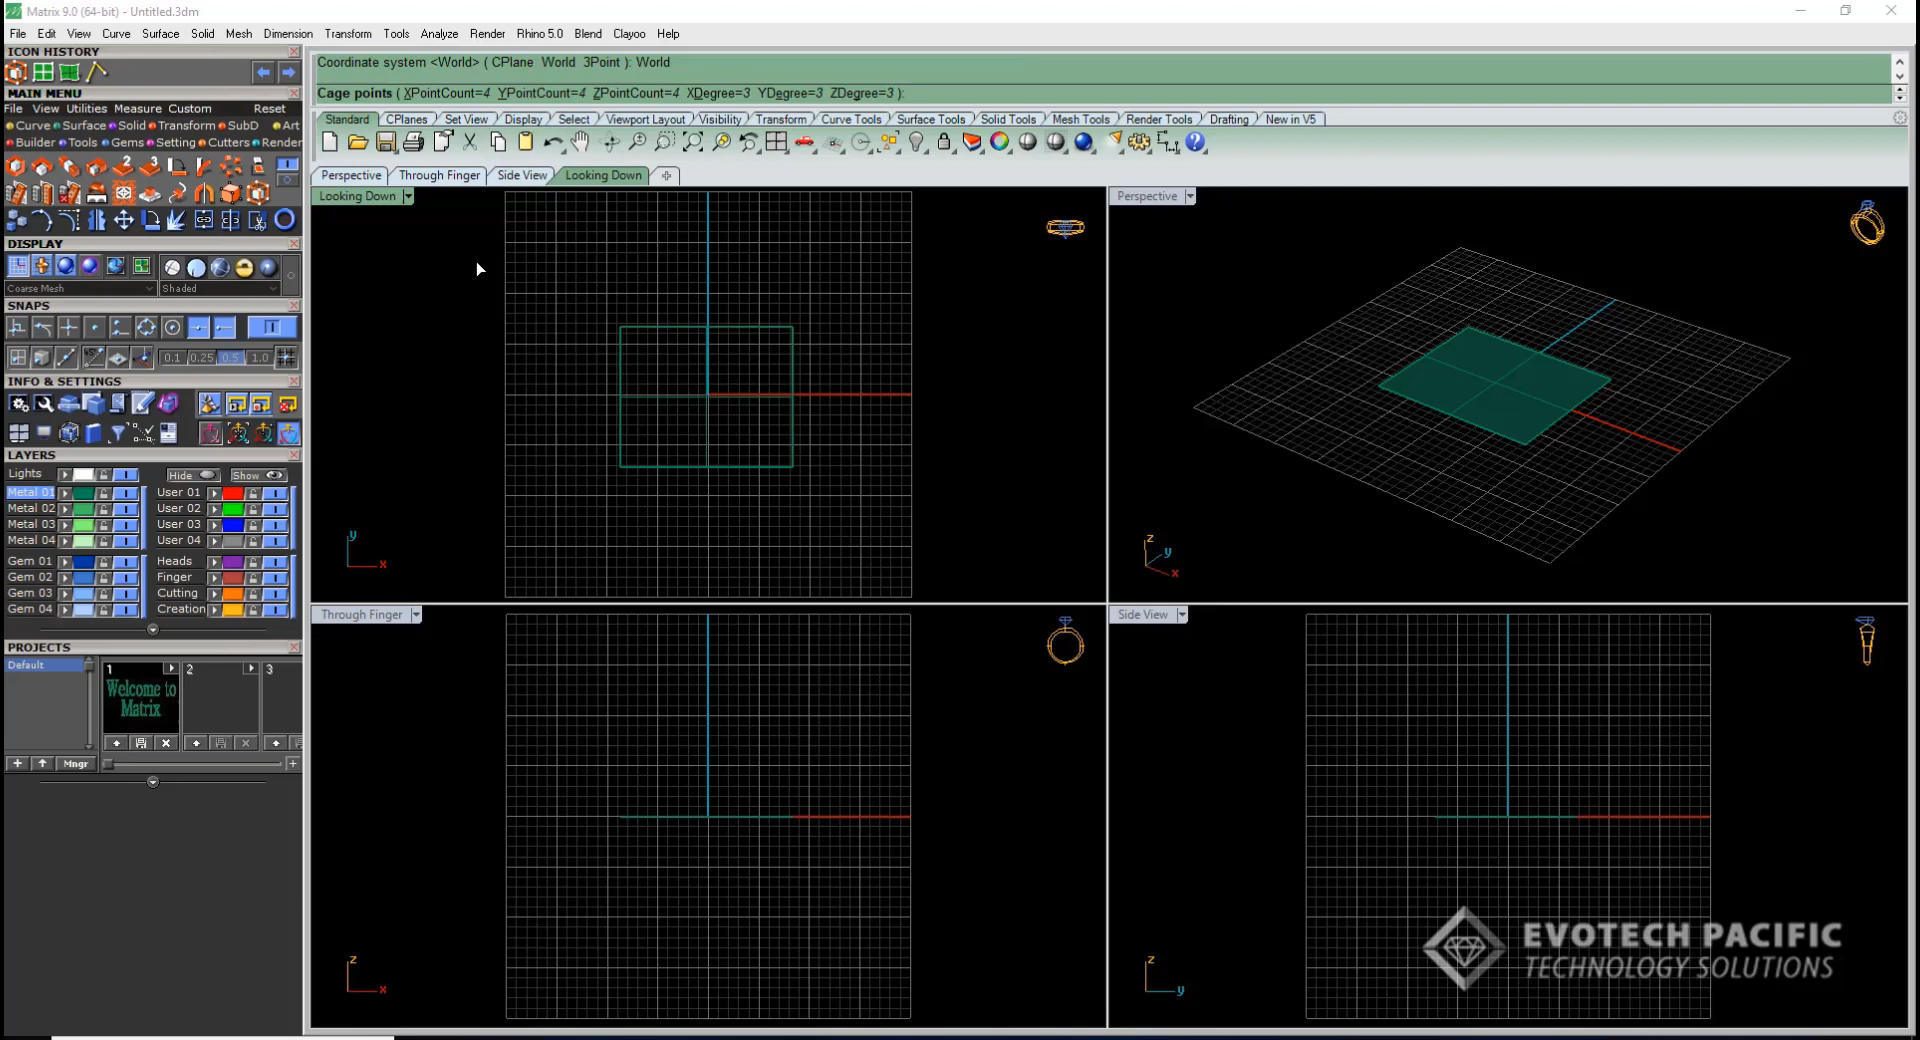 Matrix 9.0 (64-bit) - Untitled.3dm
File Edit View Curve Surface Solid Mesh Dimension Transform Tools Analyze Render Rhino 5.0 Blend Clayoo Help
ICON HISTORY
MAIN MENU
File View Utilities Measure Custom Reset
Curve Surface Solid Transform SubD Art
Builder Tools Gems Setting Cutters Render
DISPLAY
Coarse Mesh Shaded
SNAPS
0.1 0.25 0.5 1.0
INFO & SETTINGS
LAYERS
Lights Hide Show
Metal 01 User 01
Metal 02 User 02
Metal 03 User 03
Metal 04 User 04
Gem 01 Heads
Gem 02 Finger
Gem 03 Cutting
Gem 04 Creation
PROJECTS
Default 1 2 3
Welcome to
Matrix
Mngr
Coordinate system <World> ( CPlane World 3Point ): World
Cage points ( XPointCount=4 YPointCount=4 ZPointCount=4 XDegree=3 YDegree=3 ZDegree=3 ):
Standard CPlanes Set View Display Select Viewport Layout Visibility Transform Curve Tools Surface Tools Solid Tools Mesh Tools Render Tools Drafting New in V5
Perspective Through Finger Side View Looking Down
Looking Down
y
x
Perspective
z
y
x
Through Finger
z
x
Side View
z
y
EVOTECH PACIFIC
TECHNOLOGY SOLUTIONS